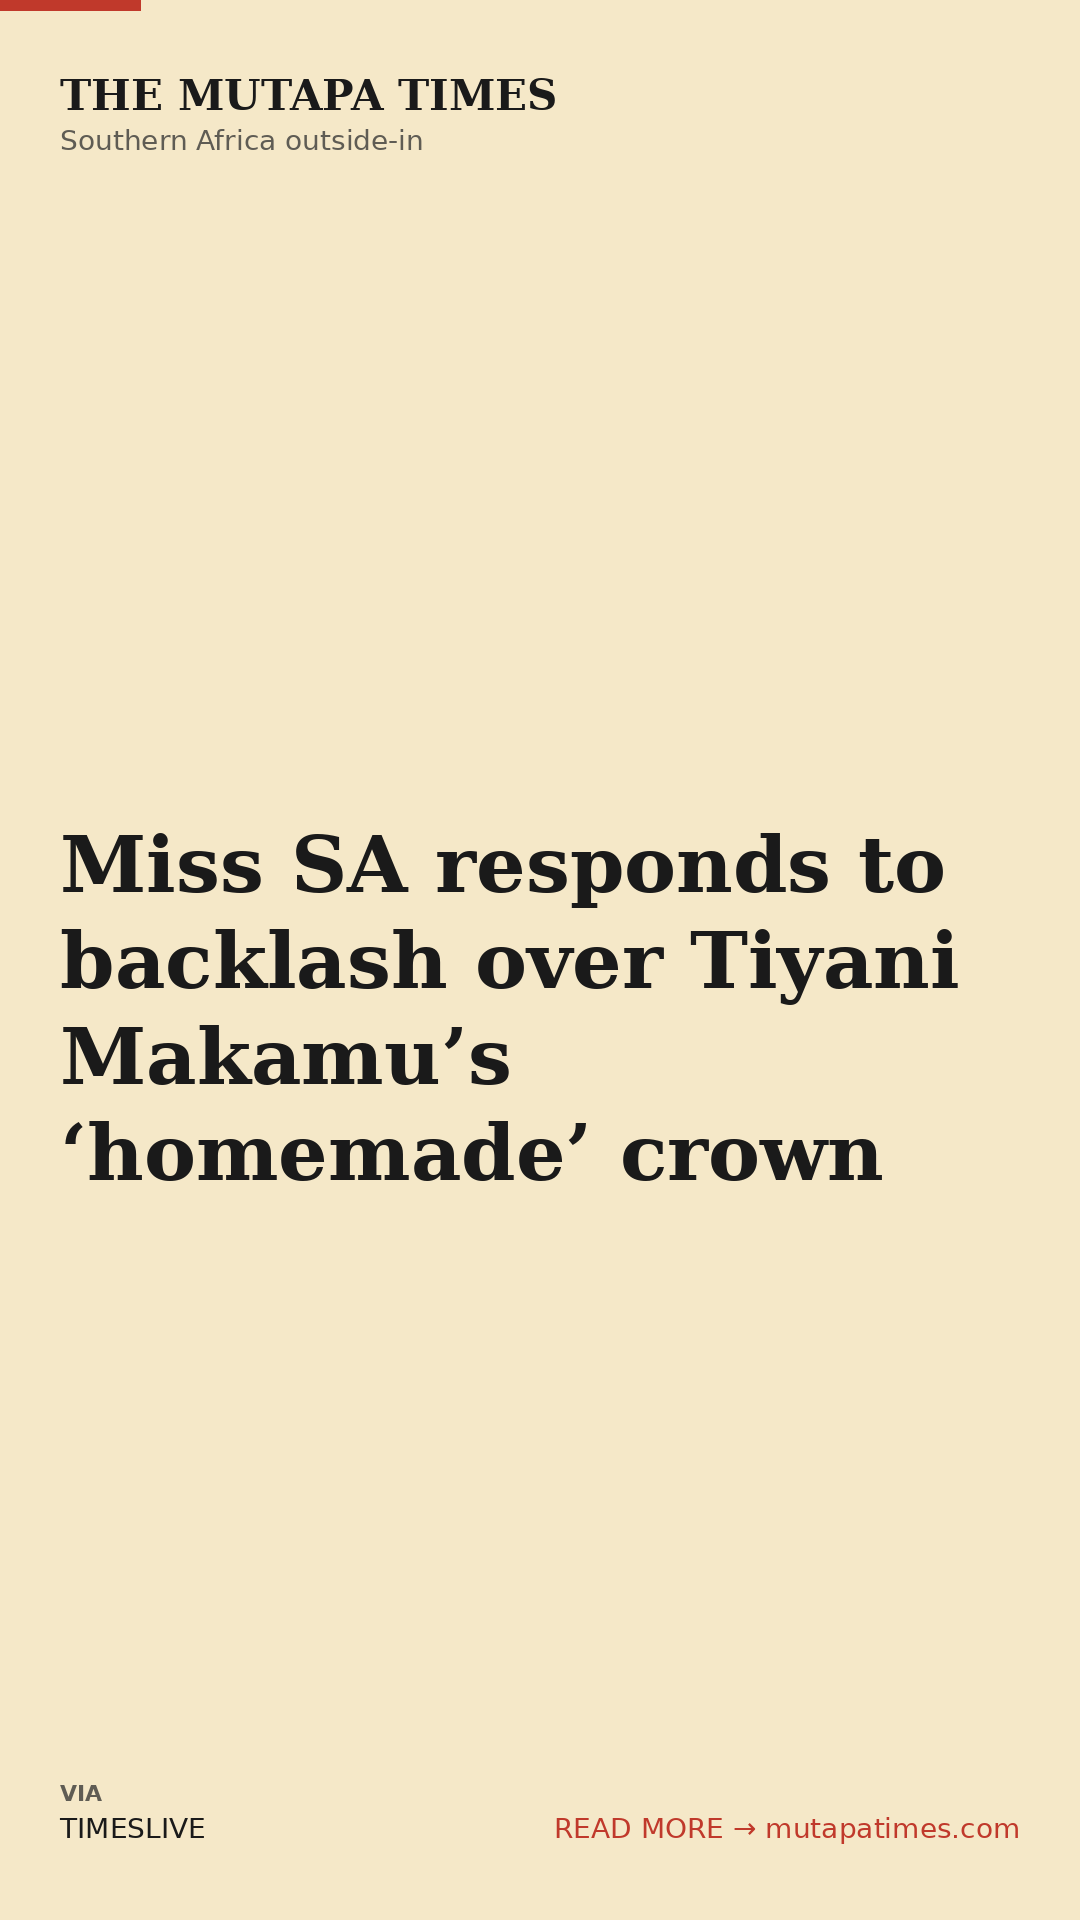 THE MUTAPA TIMES
Southern Africa outside-in
Miss SA responds to
backlash over Tiyani
Makamu’s
‘homemade’ crown
VIA
TIMESLIVE
READ MORE → mutapatimes.com